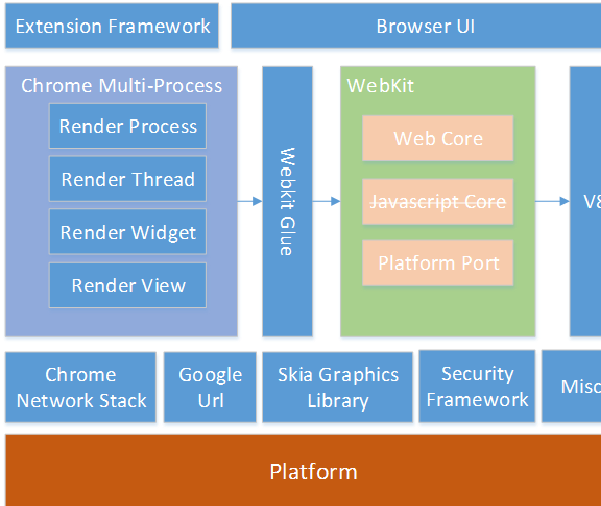 Extension Framework
Browser UI
Chrome Multi-Process
Render Process
Render Thread
Render Widget
Render View
Webkit Glue
WebKit
Web Core
Javascript Core
Platform Port
V8
Chrome
Network Stack
Google
Url
Skia Graphics
Library
Security
Framework
Misc
Platform